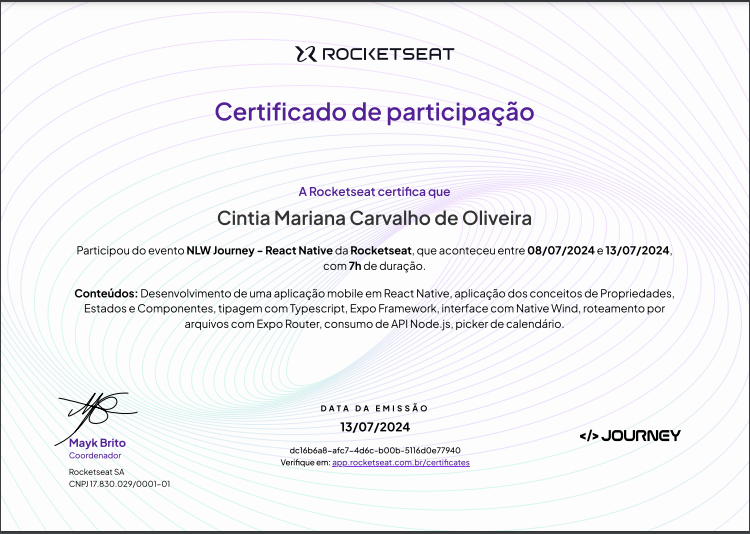 ROCKETSEAT
Certificado de participação
A Rocketseat certifica que
Cintia Mariana Carvalho de Oliveira
Participou do evento NLW Journey - React Native da Rocketseat, que aconteceu entre 08/07/2024 e 13/07/2024,
com 7h de duração.
Conteúdos: Desenvolvimento de uma aplicação mobile em React Native, aplicação dos conceitos de Propriedades,
Estados e Componentes, tipagem com Typescript, Expo Framework, interface com Native Wind, roteamento por
arquivos com Expo Router, consumo de API Node.js, picker de calendário.
Mayk Brito
Coordenador
Rocketseat SA
CNPJ 17.830.029/0001-01
DATA DA EMISSÃO
13/07/2024
dc16b6a8-afc7-4d6c-b00b-5116d0e77940
Verifique em: app.rocketseat.com.br/certificates
</> JOURNEY